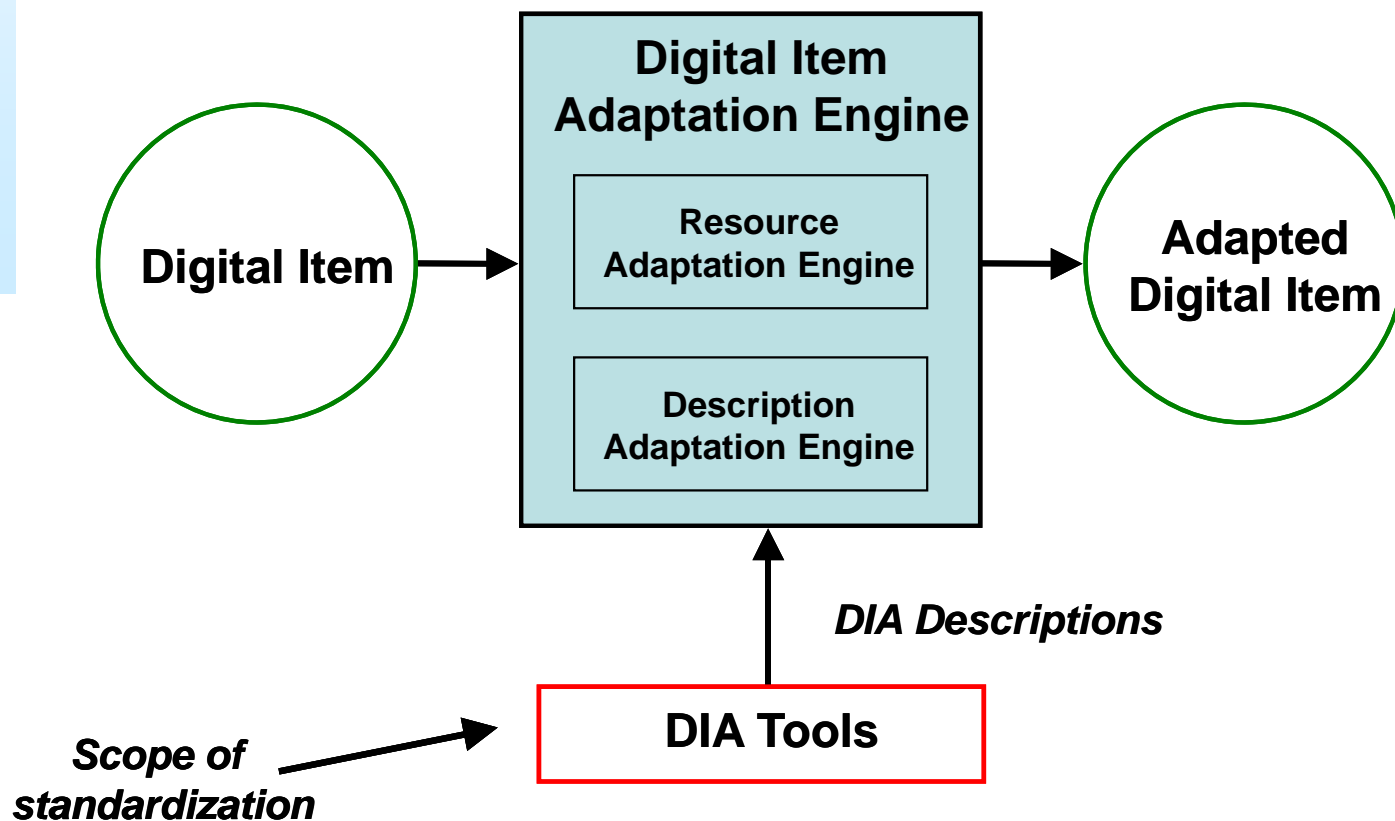 Digital Item
Adaptation Engine
Resource
Adaptation Engine
Digital Item
Adapted
Digital Item
Description
Adaptation Engine
DIA Descriptions
DIA Tools
Scope of
standardization